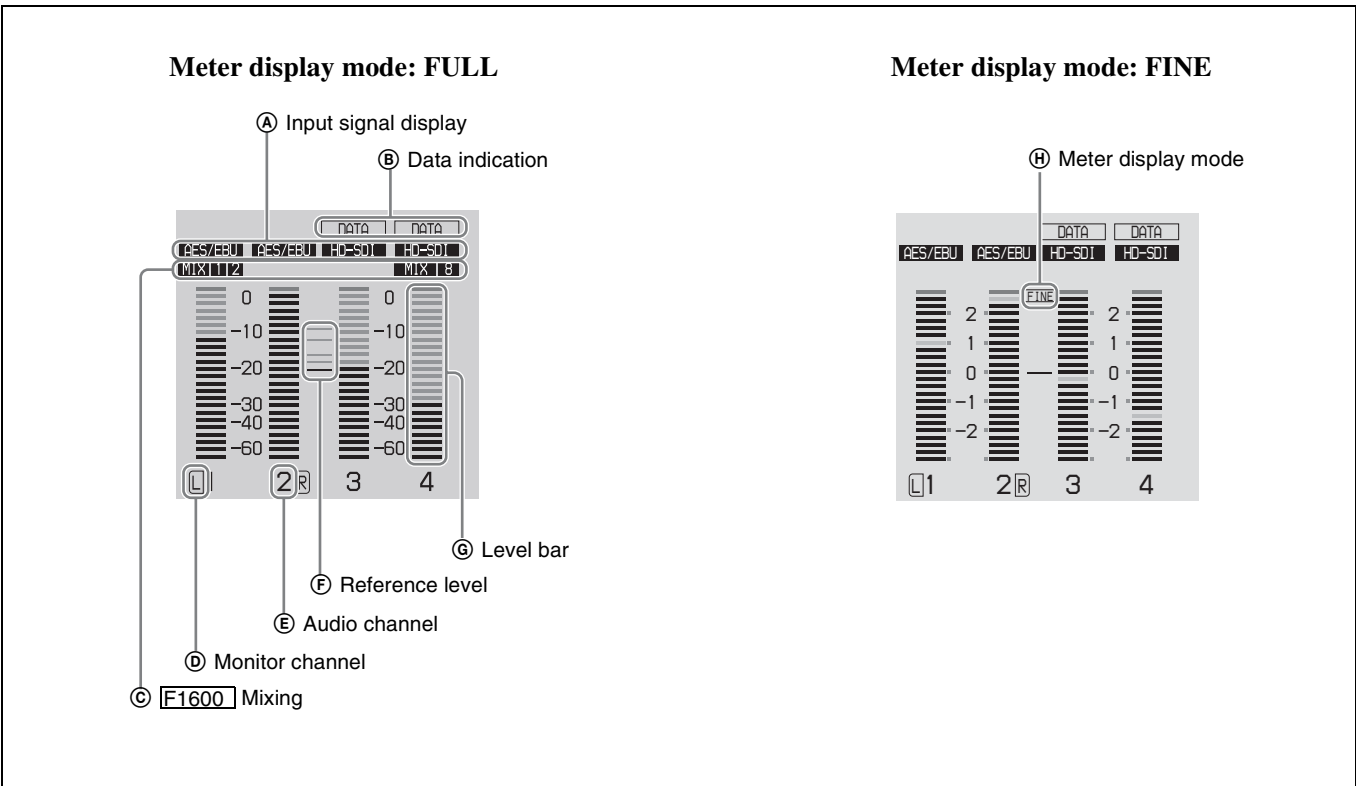 Meter display mode: FULL
Ⓐ Input signal display
Ⓑ Data indication
DATA DATA
AES/EBU AES/EBU HD-SDI HD-SDI
MIX 1 2 MIX 8
0 0
−10 −10
−20 −20
−30 −30
−40 −40
−60 −60
L 2 R 3 4
Ⓖ Level bar
Ⓕ Reference level
Ⓔ Audio channel
Ⓓ Monitor channel
Ⓒ F1600 Mixing
Meter display mode: FINE
Ⓗ Meter display mode
DATA DATA
AES/EBU AES/EBU HD-SDI HD-SDI
FINE
2 2
1 1
0 0
−1 −1
−2 −2
L 1 2 R 3 4